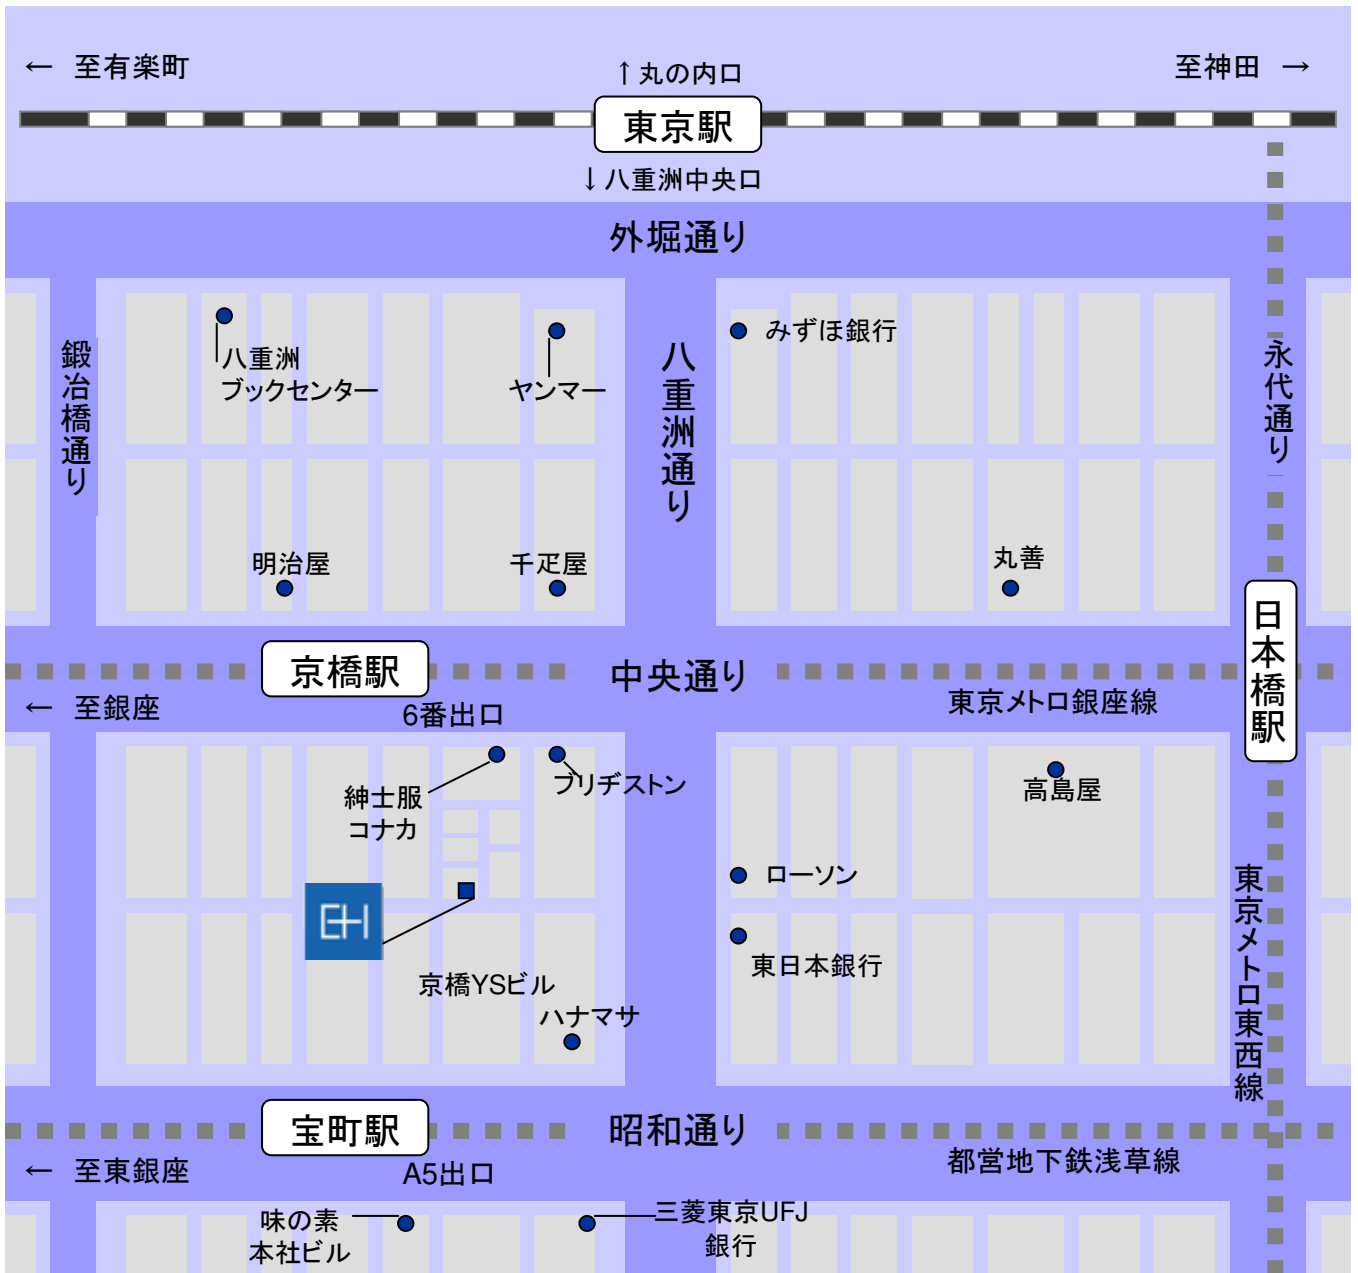 ← 至有楽町
↑丸の内口
至神田 →
東京駅
↓八重洲中央口
外堀通り
鍛冶橋通り
八重洲
ブックセンター
ヤンマー
八重洲通り
みずほ銀行
永代通り
明治屋
千疋屋
丸善
京橋駅
中央通り
日本橋駅
← 至銀座
6番出口
東京メトロ銀座線
紳士服
コナカ
ブリヂストン
高島屋
ローソン
EH
東日本銀行
京橋YSビル
ハナマサ
東京メトロ東西線
宝町駅
昭和通り
← 至東銀座
A5出口
都営地下鉄浅草線
味の素
本社ビル
三菱東京UFJ
銀行